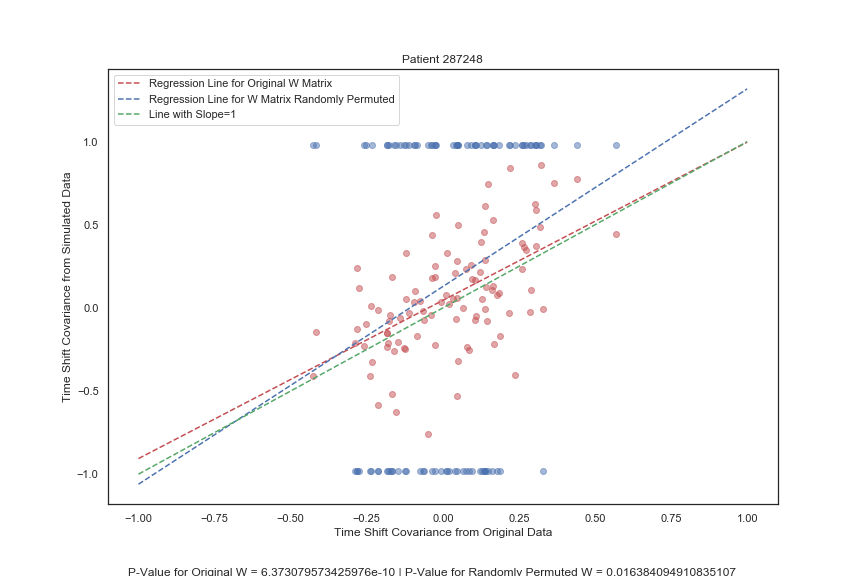 Patient 287248
Regression Line for Original W Matrix
Regression Line for W Matrix Randomly Permuted
Line with Slope=1
Time Shift Covariance from Simulated Data
1.0
0.5
0.0
−0.5
−1.0
−1.00 −0.75 −0.50 −0.25 0.00 0.25 0.50 0.75 1.00
Time Shift Covariance from Original Data
P-Value for Original W = 6.373079573425976e-10 | P-Value for Randomly Permuted W = 0.016384094910835107